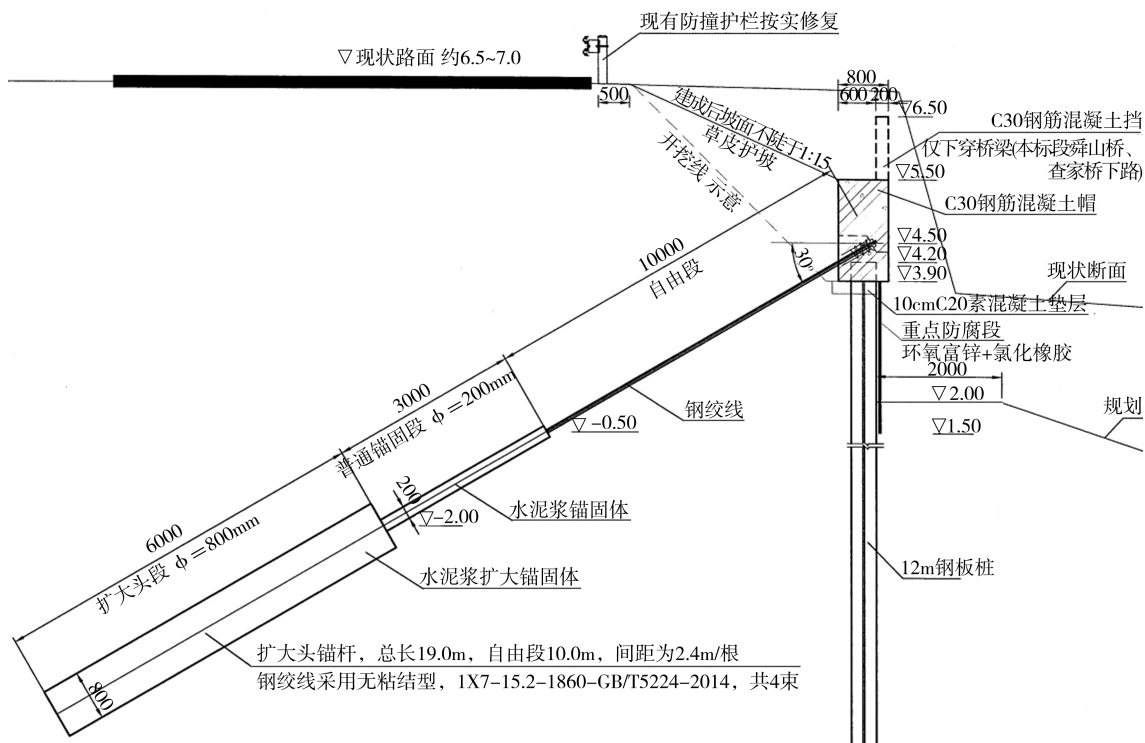 现有防撞护栏按实修复
▽现状路面 约6.5~7.0
800
600
200
500
▽6.50
C30钢筋混凝土挡
仅下穿桥梁(本标段舜山桥、
查家桥下路)
建成后坡面不陡于1:15
草皮护坡
开挖线 示意
▽5.50
C30钢筋混凝土帽
▽4.50
▽4.20
▽3.90
现状断面
30°
10000
自由段
10cmC20素混凝土垫层
重点防腐段
环氧富锌+氯化橡胶
2000
▽2.00
规划
▽1.50
3000
普通锚固段 φ=200mm
钢绞线
▽-0.50
200
水泥浆锚固体
▽-2.00
6000
扩大头段 φ=800mm
水泥浆扩大锚固体
12m钢板桩
扩大头锚杆，总长19.0m，自由段10.0m，间距为2.4m/根
钢绞线采用无粘结型，1X7-15.2-1860-GB/T5224-2014，共4束
800